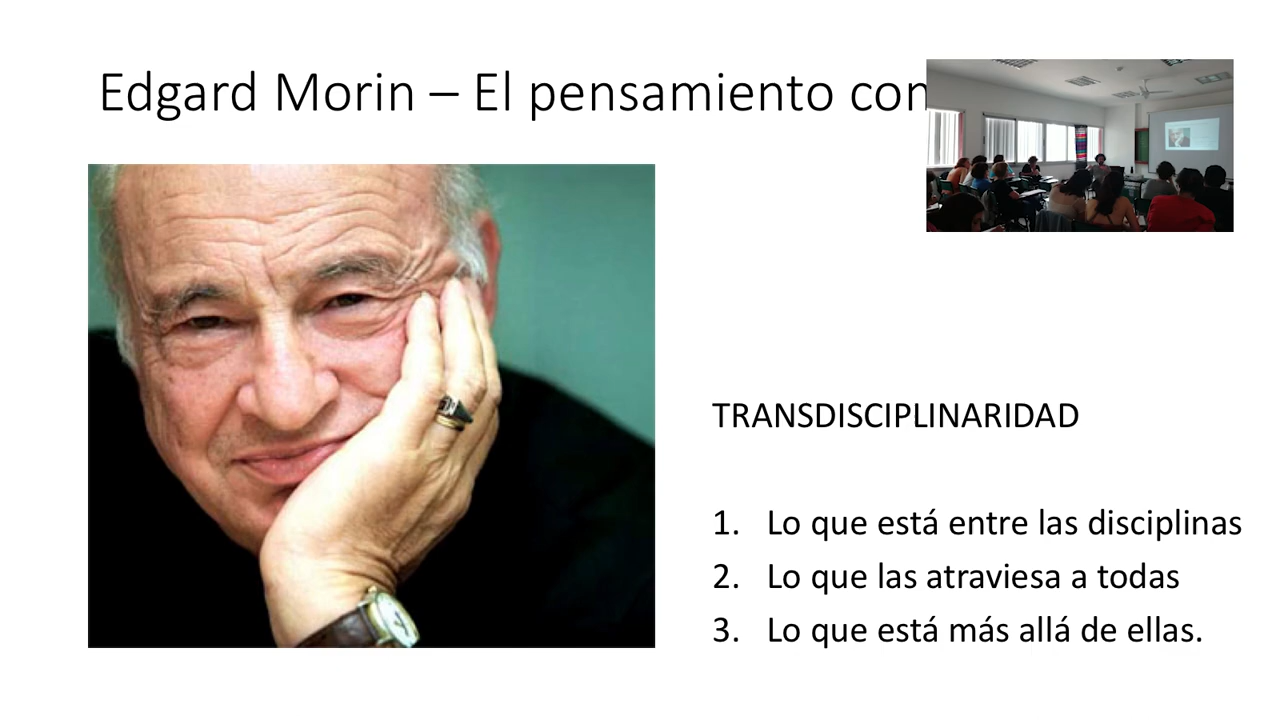 Edgard Morin – El pensamiento com
TRANSDISCIPLINARIDAD
1. Lo que está entre las disciplinas
2. Lo que las atraviesa a todas
3. Lo que está más allá de ellas.